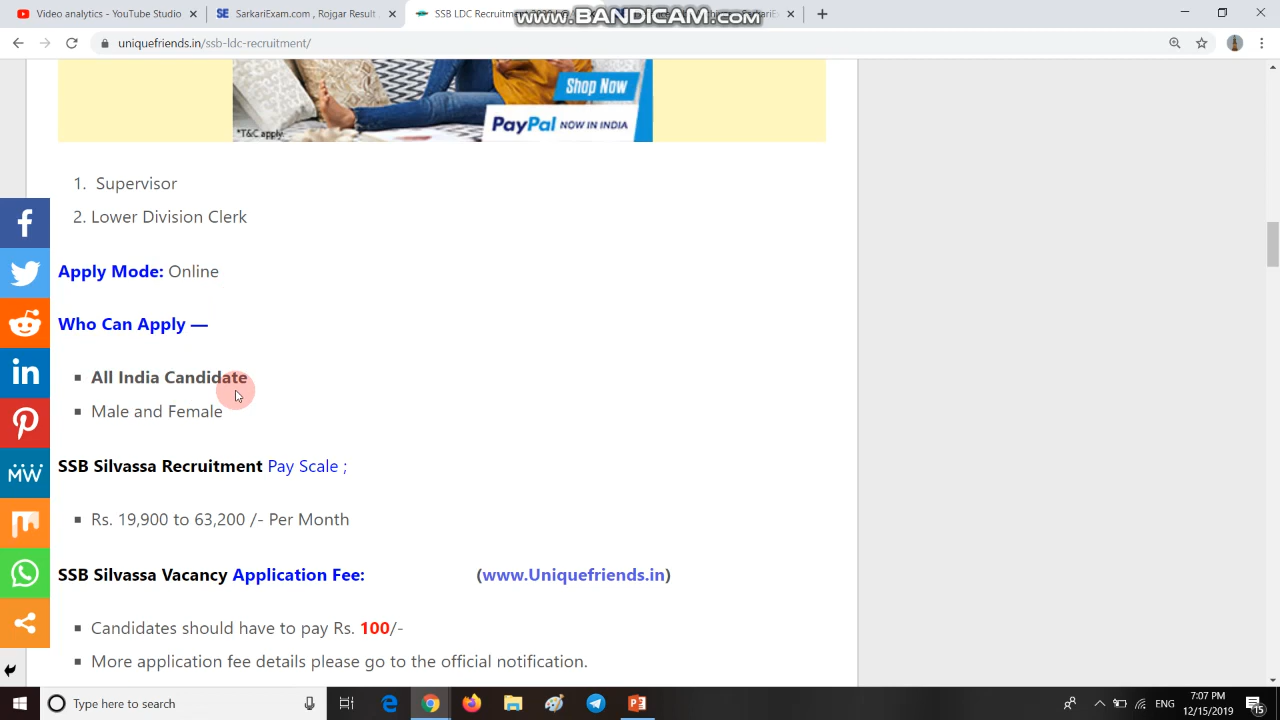 Video analytics - YouTube Studio
SarkariExam.com , Rojgar Result
SSB LDC Recruitment
www.BANDICAM.com
uniquefriends.in/ssb-ldc-recruitment/
Shop Now
*T&C apply.
PayPal NOW IN INDIA
1. Supervisor
2. Lower Division Clerk
Apply Mode: Online
Who Can Apply —
▪ All India Candidate
▪ Male and Female
SSB Silvassa Recruitment Pay Scale ;
▪ Rs. 19,900 to 63,200 /- Per Month
SSB Silvassa Vacancy Application Fee: (www.Uniquefriends.in)
▪ Candidates should have to pay Rs. 100/-
▪ More application fee details please go to the official notification.
f
in
MW
m
Type here to search
ENG
7:07 PM
12/15/2019
15